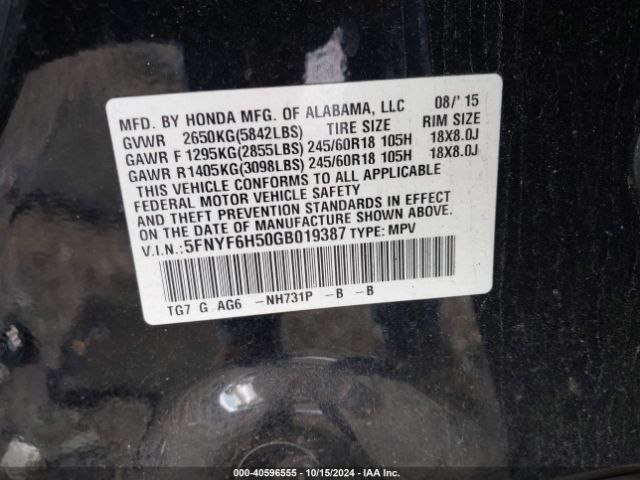 MFD. BY HONDA MFG. OF ALABAMA, LLC 08/'15
GVWR 2650KG(5842LBS) TIRE SIZE RIM SIZE
GAWR F 1295KG(2855LBS) 245/60R18 105H 18X8.0J
GAWR R 1405KG(3098LBS) 245/60R18 105H 18X8.0J
THIS VEHICLE CONFORMS TO ALL APPLICABLE
FEDERAL MOTOR VEHICLE SAFETY
AND THEFT PREVENTION STANDARDS IN EFFECT
ON THE DATE OF MANUFACTURE SHOWN ABOVE.
V.I.N.: 5FNYF6H50GB019387 TYPE: MPV
TG7 G AG6 -NH731P -B -B
000-40596555 - 10/15/2024 - IAA Inc.